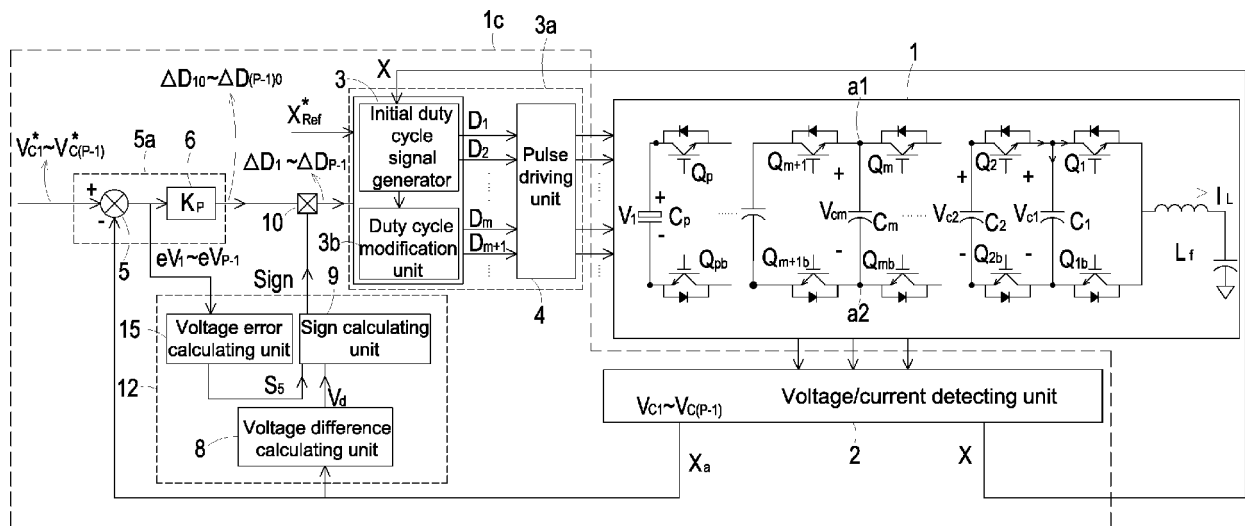 1c
3a
X
3
1
a1
ΔD10~ΔD(P-1)0
X*Ref
Initial duty cycle signal generator
D1
D2
Pulse driving unit
V*C1~V*C(P-1)
5a
6
KP
ΔD1~ΔDP-1
+
-
5
10
3b
Duty cycle modification unit
Dm
Dm+1
4
Qp
Qm+1
Qm
Q2
Q1
V1
+
-
Cp
+
Vcm
-
Cm
+
Vc2
-
C2
+
Vc1
-
C1
>
IL
Lf
Qpb
Qm+1b
Qmb
Q2b
Q1b
a2
eV1~eVP-1
Sign
9
15
Voltage error calculating unit
Sign calculating unit
12
S5
Vd
8
Voltage difference calculating unit
VC1~VC(P-1)
Voltage/current detecting unit
2
Xa
X